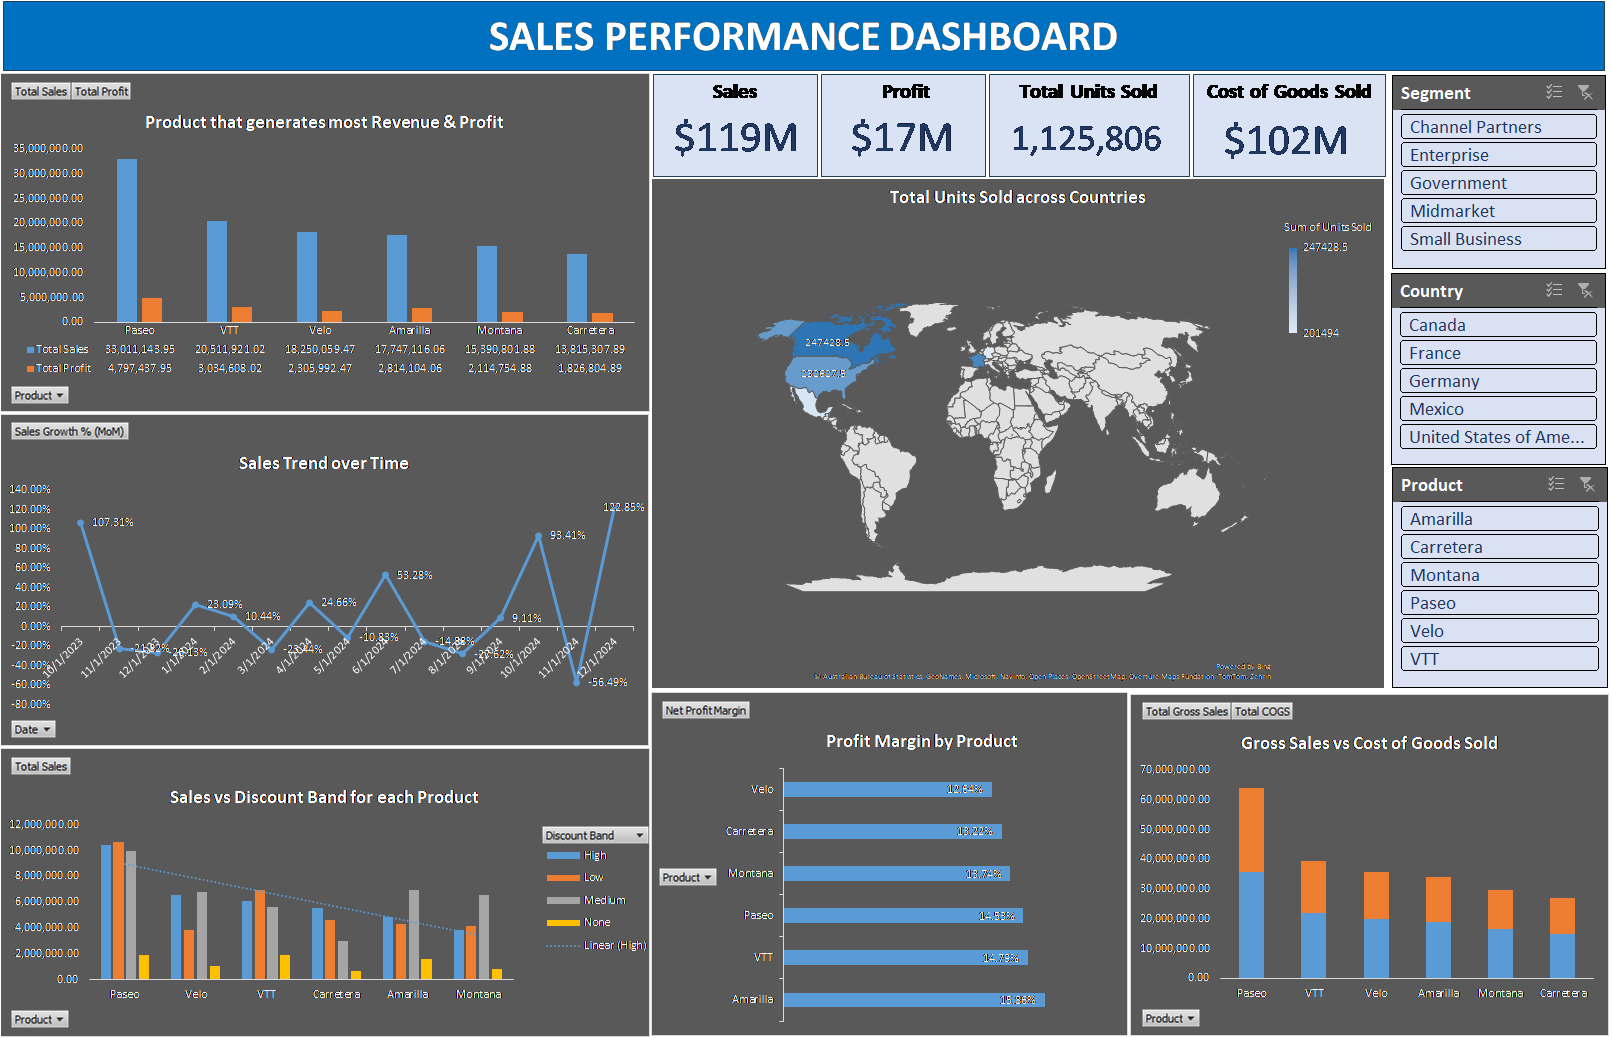 SALES PERFORMANCE DASHBOARD
Total Sales Total Profit
Product that generates most Revenue & Profit
35,000,000.00
30,000,000.00
25,000,000.00
20,000,000.00
15,000,000.00
10,000,000.00
5,000,000.00
0.00
Paseo VTT Velo Amarilla Montana Carretera
Total Sales 33,011,143.95 20,511,921.02 18,250,059.47 17,747,116.06 15,390,801.88 13,815,307.89
Total Profit 4,797,437.95 3,034,608.02 2,305,992.47 2,814,104.06 2,114,754.88 1,826,804.89
Product
Sales Growth % (MoM)
Sales Trend over Time
140.00%
120.00%
100.00%
80.00%
60.00%
40.00%
20.00%
0.00%
-20.00%
-40.00%
-60.00%
-80.00%
107.31%
23.09%
10.44%
24.66%
-10.83%
53.28%
9.11%
93.41%
-56.49%
122.85%
10/1/2023
11/1/2023
12/1/2023
1/1/2024
2/1/2024
3/1/2024
4/1/2024
5/1/2024
6/1/2024
7/1/2024
8/1/2024
9/1/2024
10/1/2024
11/1/2024
12/1/2024
Date
Total Sales
Sales vs Discount Band for each Product
12,000,000.00
10,000,000.00
8,000,000.00
6,000,000.00
4,000,000.00
2,000,000.00
0.00
Paseo Velo VTT Carretera Amarilla Montana
Discount Band
High
Low
Medium
None
Linear (High)
Product
Sales
$119M
Profit
$17M
Total Units Sold
1,125,806
Cost of Goods Sold
$102M
Total Units Sold across Countries
Sum of Units Sold
247428.5
201494
247428.5
Powered by Bing
© Australian Bureau of Statistics, GeoNames, Microsoft, Navinfo, Open Places, OpenStreetMap, Overture Maps Fundation, TomTom, Zenrin
Net Profit Margin
Profit Margin by Product
Velo 12.64%
Carretera 13.22%
Montana 13.74%
Paseo 14.53%
VTT 14.79%
Amarilla 15.86%
Product
Total Gross Sales Total COGS
Gross Sales vs Cost of Goods Sold
70,000,000.00
60,000,000.00
50,000,000.00
40,000,000.00
30,000,000.00
20,000,000.00
10,000,000.00
0.00
Paseo VTT Velo Amarilla Montana Carretera
Product
Segment
Channel Partners
Enterprise
Government
Midmarket
Small Business
Country
Canada
France
Germany
Mexico
United States of Ame...
Product
Amarilla
Carretera
Montana
Paseo
Velo
VTT